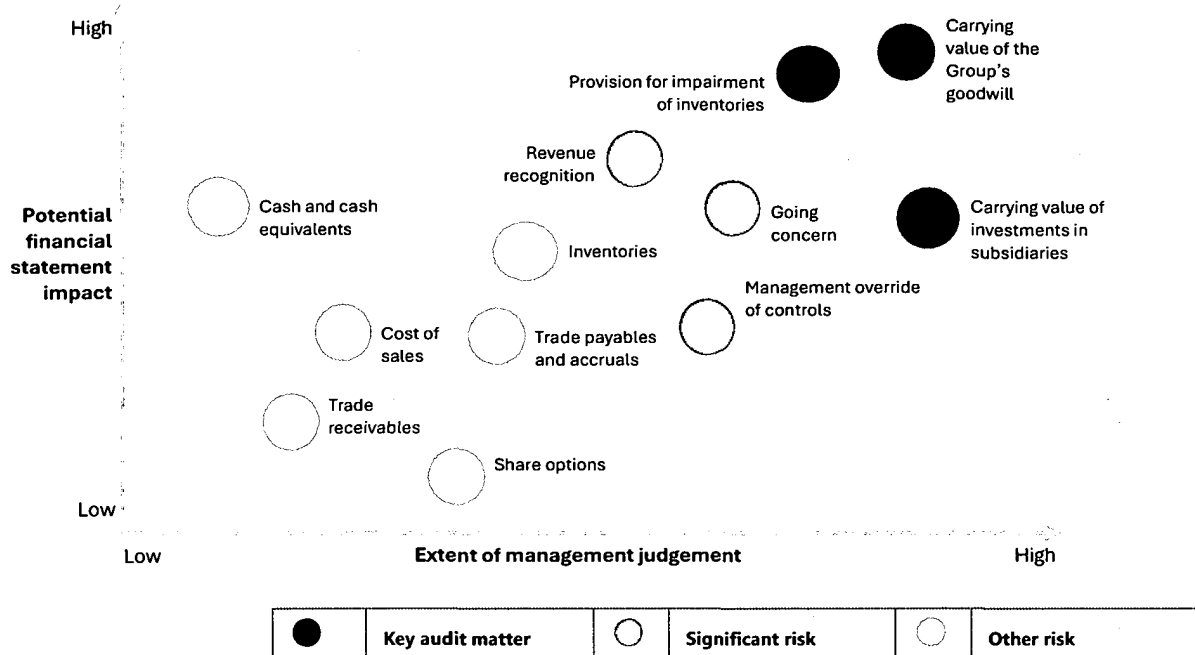 High
Carrying
value of the
Group's
goodwill
Provision for impairment
of inventories
Revenue
recognition
Cash and cash
equivalents
Going
concern
Carrying value of
investments in
subsidiaries
Potential
financial
statement
impact
Inventories
Management override
of controls
Cost of
sales
Trade payables
and accruals
Trade
receivables
Share options
Low
Low
Extent of management judgement
High
Key audit matter
Significant risk
Other risk